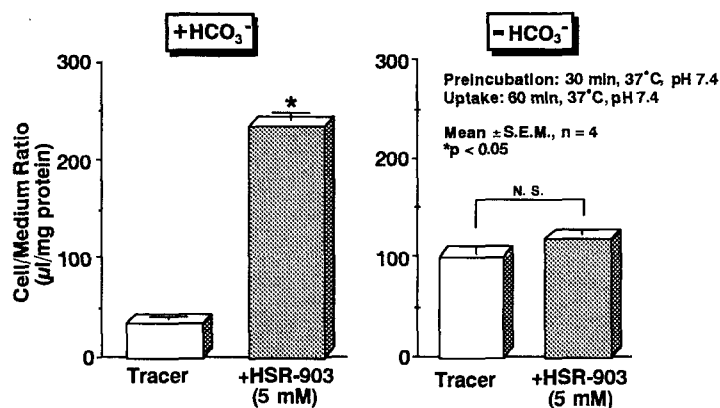 +HCO3-
-HCO3-
300
200
100
0
Cell/Medium Ratio
(µl/mg protein)
*
Tracer
+HSR-903
(5 mM)
300
200
100
0
Preincubation: 30 min, 37°C, pH 7.4
Uptake: 60 min, 37°C, pH 7.4
Mean ±S.E.M., n = 4
*p < 0.05
N. S.
Tracer
+HSR-903
(5 mM)